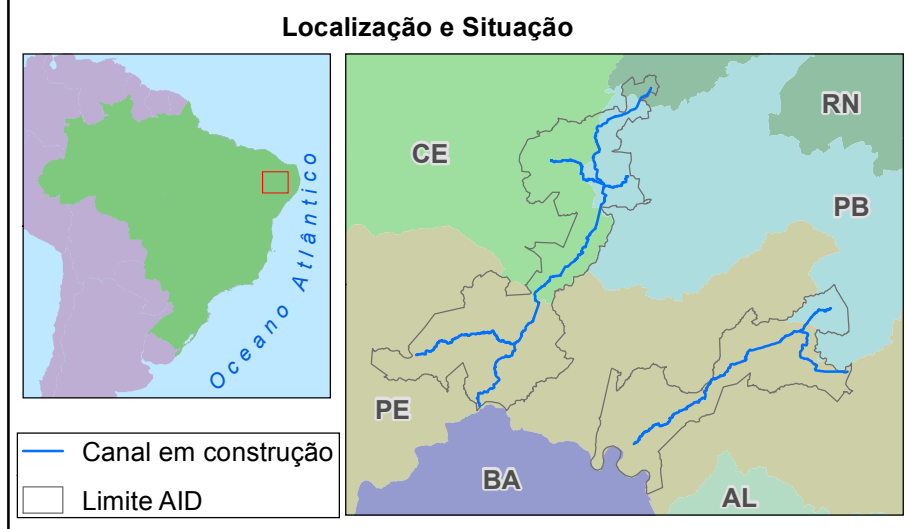 Localização e Situação
Oceano Atlântico
CE
RN
PB
PE
BA
AL
Canal em construção
Limite AID